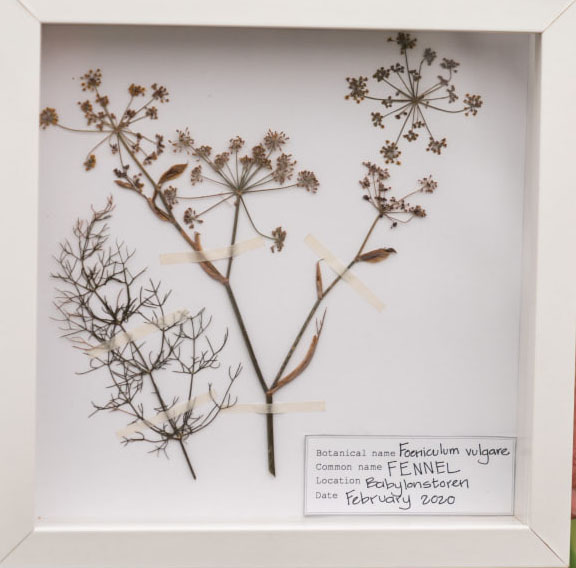 Botanical name Foeniculum vulgare
Common name FENNEL
Location Babylonstoren
Date February 2020